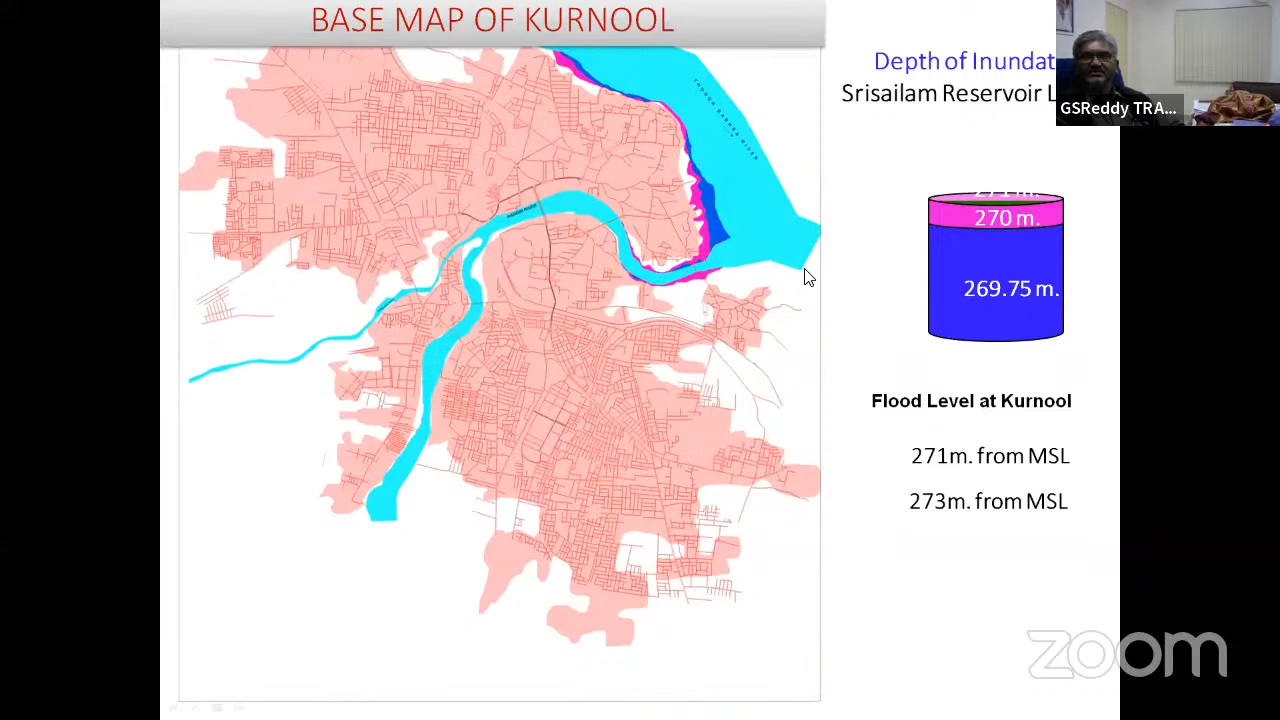 BASE MAP OF KURNOOL
Depth of Inundat
Srisailam Reservoir L
GSReddy TRA...
271 m.
270 m.
269.75 m.
Flood Level at Kurnool
271m. from MSL
273m. from MSL
zoom